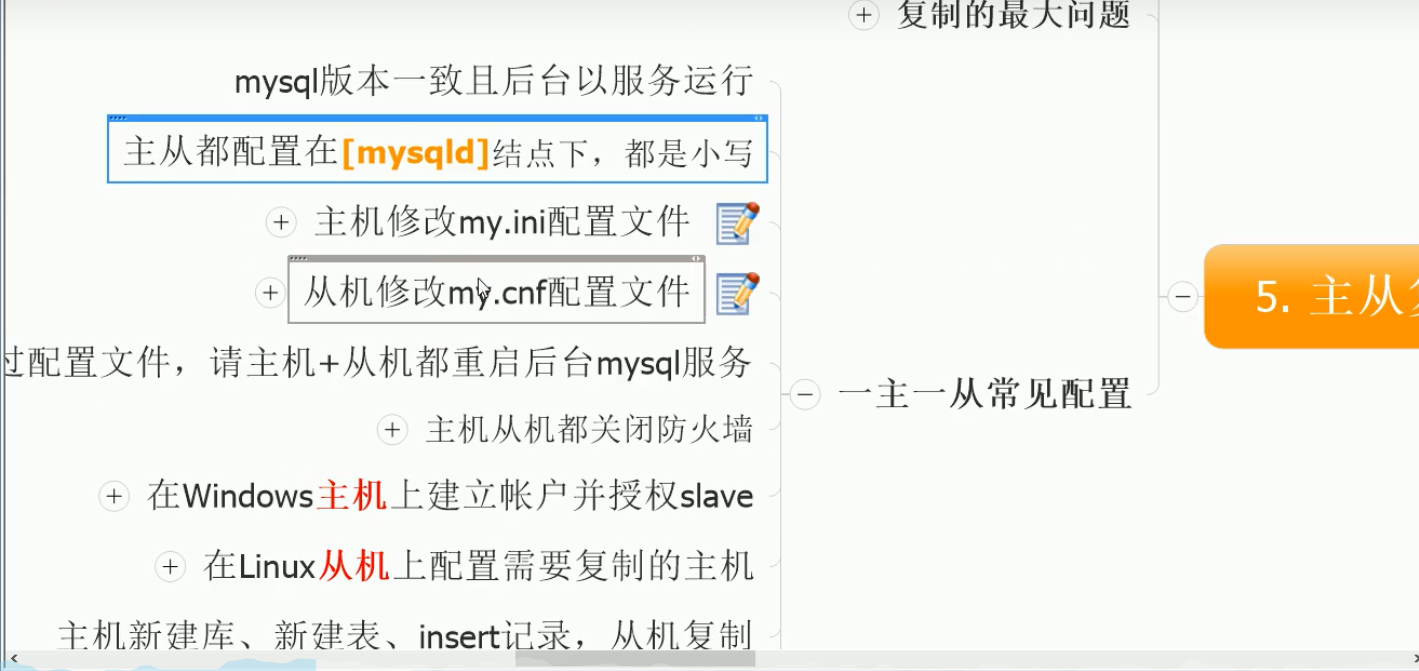 复制的最大问题
mysql版本一致且后台以服务运行
主从都配置在[mysqld]结点下，都是小写
主机修改my.ini配置文件
从机修改my.cnf配置文件
过配置文件，请主机+从机都重启后台mysql服务
主机从机都关闭防火墙
在Windows主机上建立帐户并授权slave
在Linux从机上配置需要复制的主机
主机新建库、新建表、insert记录，从机复制
一主一从常见配置
5. 主从